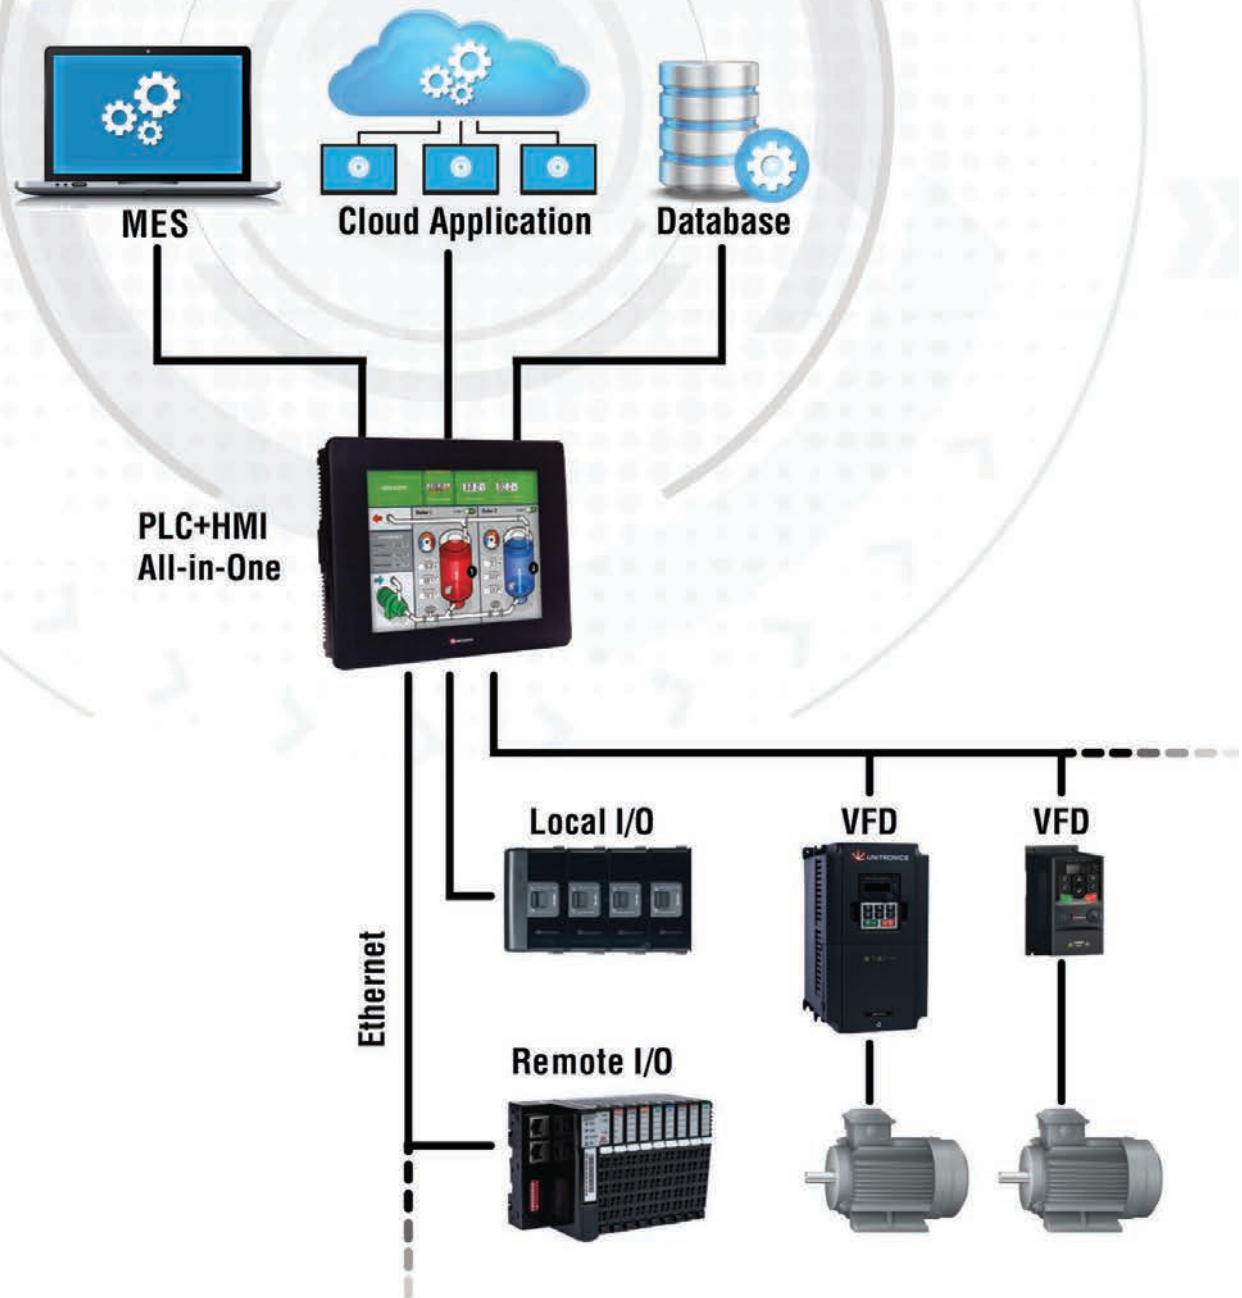 MES
Cloud Application
Database
PLC+HMI
All-in-One
Local I/O
VFD
VFD
UNITRONICS
Ethernet
Remote I/O